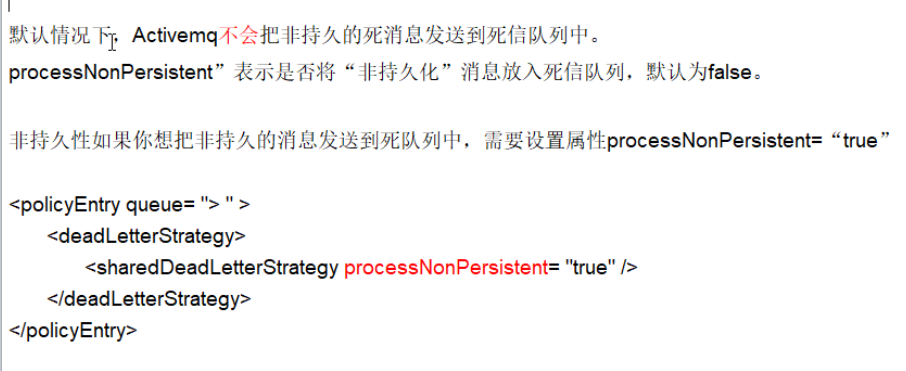 默认情况下，Activemq不会把非持久的死消息发送到死信队列中。
processNonPersistent”表示是否将“非持久化”消息放入死信队列，默认为false。
非持久性如果你想把非持久的消息发送到死队列中，需要设置属性processNonPersistent=“true”
<policyEntry queue= "> " >
<deadLetterStrategy>
<sharedDeadLetterStrategy processNonPersistent= "true" />
</deadLetterStrategy>
</policyEntry>